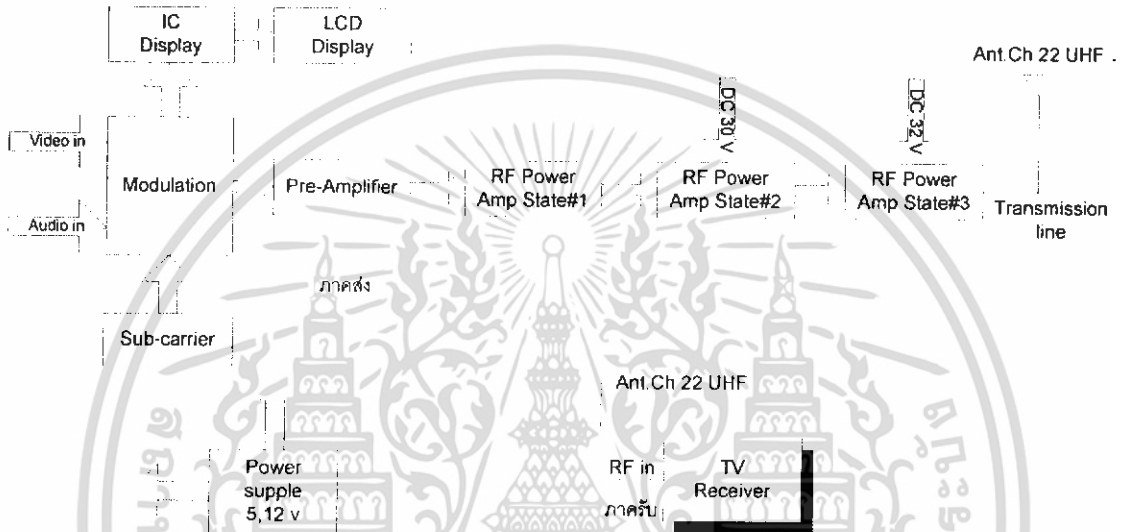 IC
Display
LCD
Display
Ant.Ch 22 UHF
DC 30 V
DC 32 V
Video in
Modulation
Pre-Amplifier
RF Power
Amp State#1
RF Power
Amp State#2
RF Power
Amp State#3
Transmission
line
Audio in
ภาคส่ง
Sub-carrier
Ant.Ch 22 UHF
Power
supple
5,12 v
RF in
TV
Receiver
ภาครับ